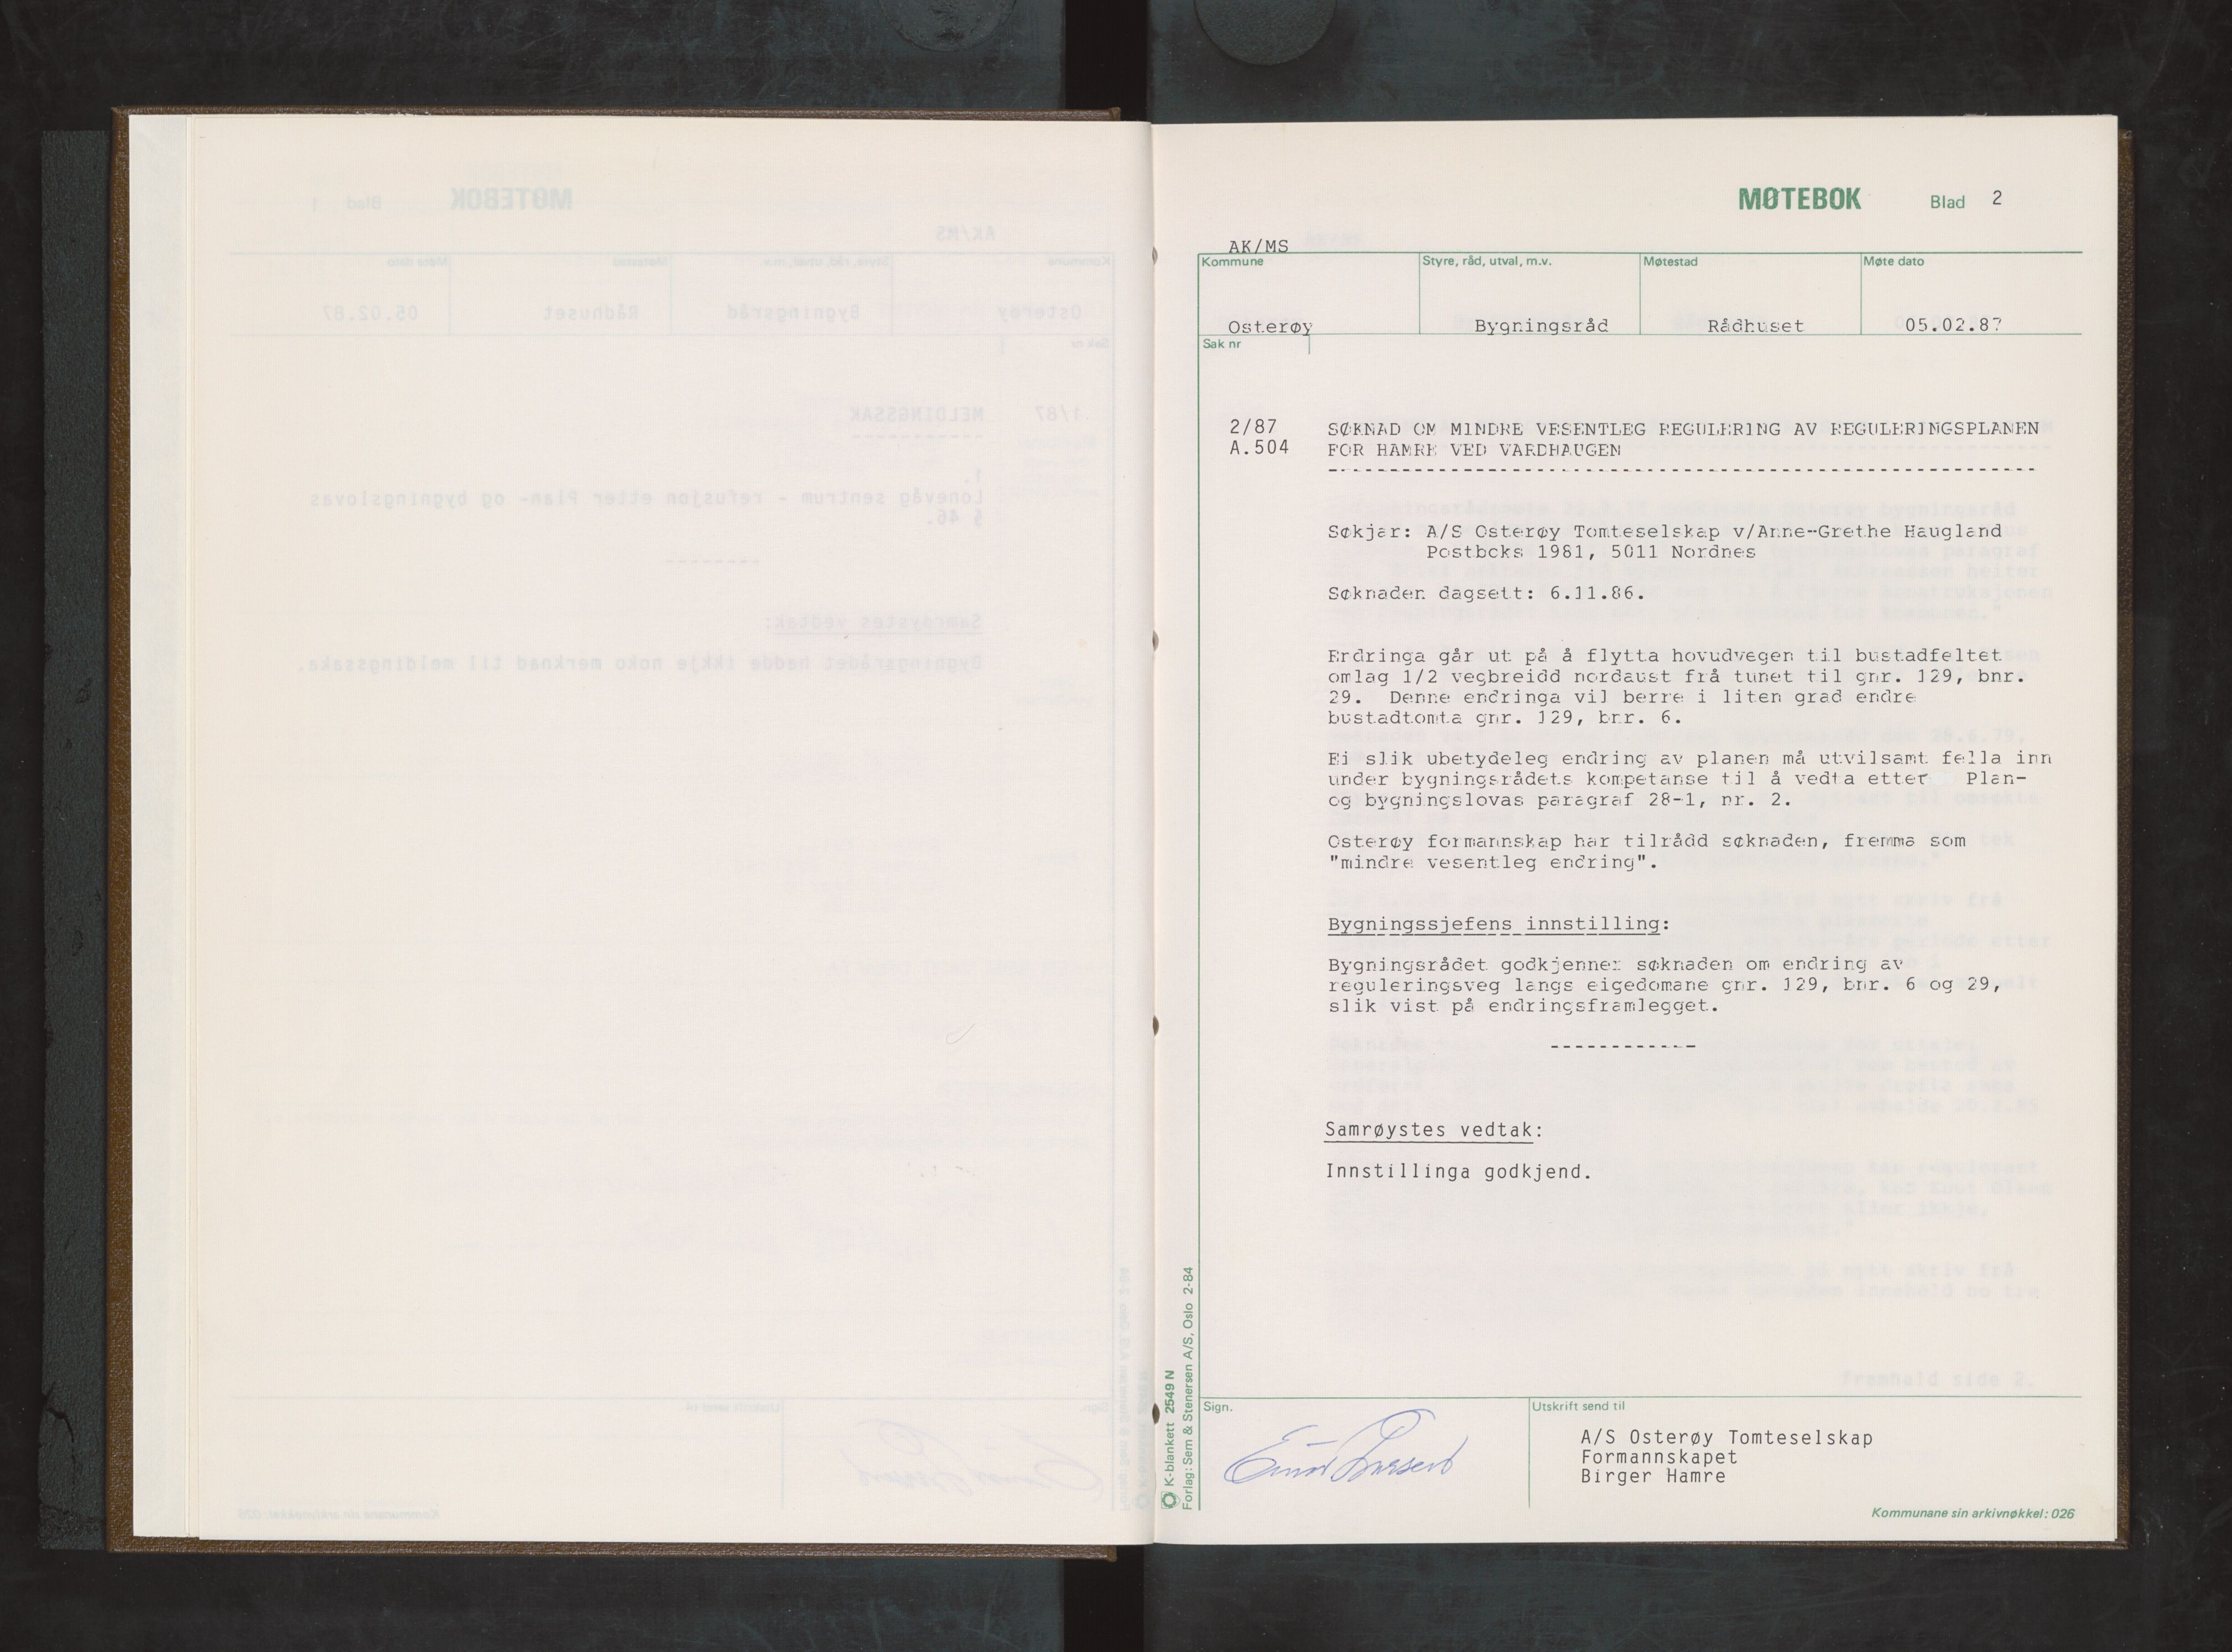 MØTEBOK Blad 2
AK/MS
Kommune Styre, råd, utval, m.v. Møtestad Møte dato
Osterøy Bygningsråd Rådhuset 05.02.87
Sak nr
2/87 SØKNAD OM MINDRE VESENTLEG REGULERING AV REGULERINGSPLANEN
A.504 FOR HAMRE VED VARDHAUGEN
Søkjar: A/S Osterøy Tomteselskap v/Anne-Grethe Haugland
Postboks 1981, 5011 Nordnes
Søknaden dagsett: 6.11.86.
Endringa går ut på å flytta hovudvegen til bustadfeltet
omlag 1/2 vegbreidd nordaust frå tunet til gnr. 129, bnr.
29. Denne endringa vil berre i liten grad endre
bustadtomta gnr. 129, bnr. 6.
Ei slik ubetydeleg endring av planen må utvilsamt fella inn
under bygningsrådets kompetanse til å vedta etter Plan-
og bygningslovas paragraf 28-1, nr. 2.
Osterøy formannskap har tilrådd søknaden, fremma som
"mindre vesentleg endring".
Bygningssjefens innstilling:
Bygningsrådet godkjenner søknaden om endring av
reguleringsveg langs eigedomane gnr. 129, bnr. 6 og 29,
slik vist på endringsframlegget.
------------
Samrøystes vedtak:
Innstillinga godkjend.
Sign. Utskrift send til
A/S Osterøy Tomteselskap
Formannskapet
Birger Hamre
Kommunane sin arkivnøkkel: 026
K-blankett 2549 N
Forlag: Sem & Stenersen A/S, Oslo 2-84